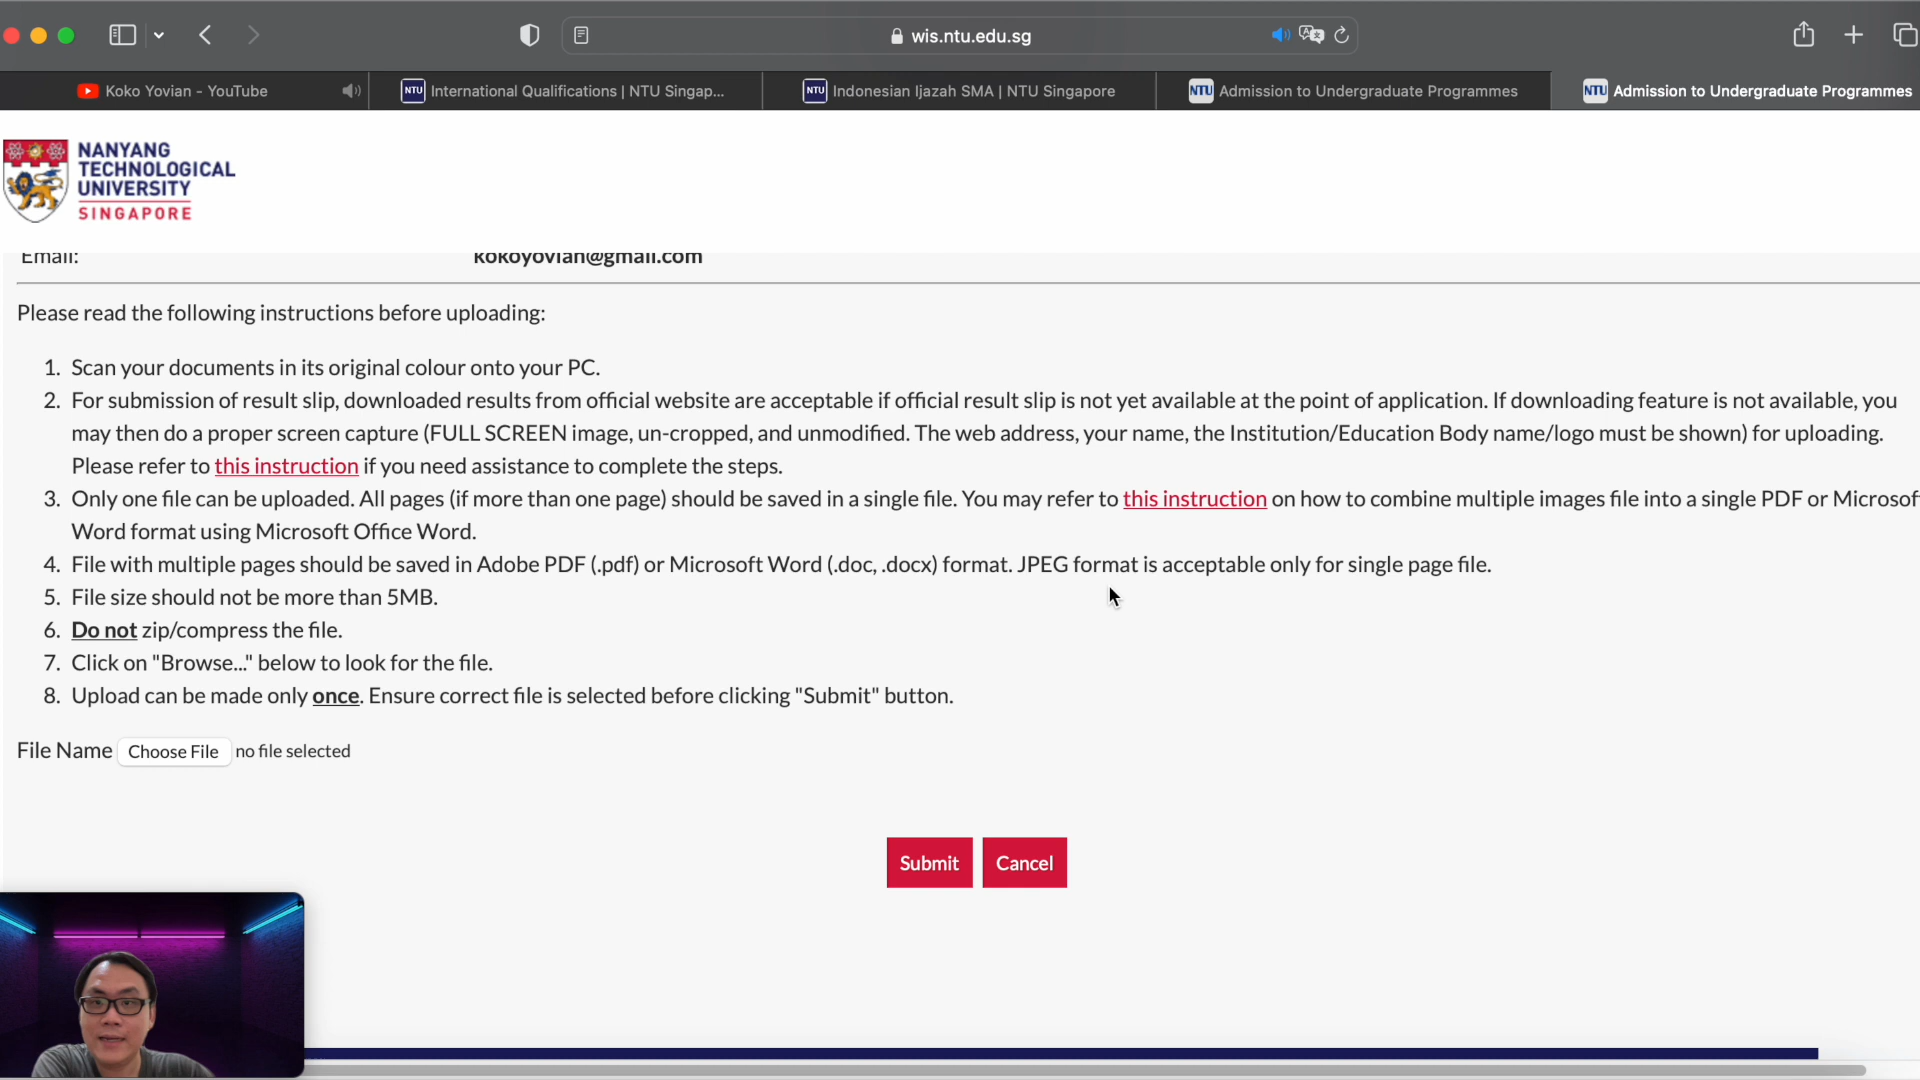 wis.ntu.edu.sg
Koko Yovian - YouTube
NTU International Qualifications | NTU Singap...
NTU Indonesian Ijazah SMA | NTU Singapore
NTU Admission to Undergraduate Programmes
NTU Admission to Undergraduate Programmes
NANYANG
TECHNOLOGICAL
UNIVERSITY
SINGAPORE
Email: kokoyovian@gmail.com
Please read the following instructions before uploading:
1. Scan your documents in its original colour onto your PC.
2. For submission of result slip, downloaded results from official website are acceptable if official result slip is not yet available at the point of application. If downloading feature is not available, you
may then do a proper screen capture (FULL SCREEN image, un-cropped, and unmodified. The web address, your name, the Institution/Education Body name/logo must be shown) for uploading.
Please refer to this instruction if you need assistance to complete the steps.
3. Only one file can be uploaded. All pages (if more than one page) should be saved in a single file. You may refer to this instruction on how to combine multiple images file into a single PDF or Microsof
Word format using Microsoft Office Word.
4. File with multiple pages should be saved in Adobe PDF (.pdf) or Microsoft Word (.doc, .docx) format. JPEG format is acceptable only for single page file.
5. File size should not be more than 5MB.
6. Do not zip/compress the file.
7. Click on "Browse..." below to look for the file.
8. Upload can be made only once. Ensure correct file is selected before clicking "Submit" button.
File Name Choose File no file selected
Submit Cancel